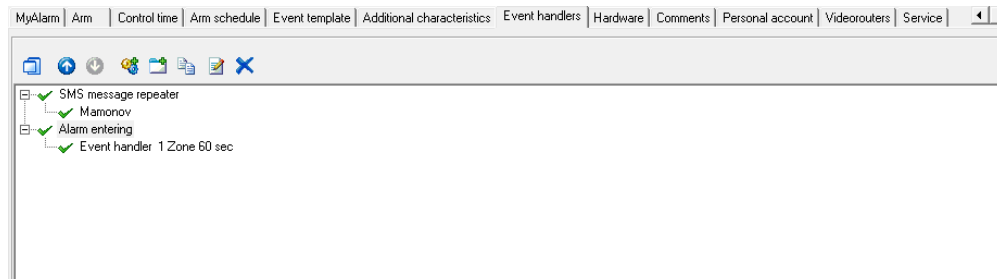 MyAlarm Arm Control time Arm schedule Event template Additional characteristics Event handlers Hardware Comments Personal account Videorouters Service
SMS message repeater
Mamonov
Alarm entering
Event handler 1 Zone 60 sec